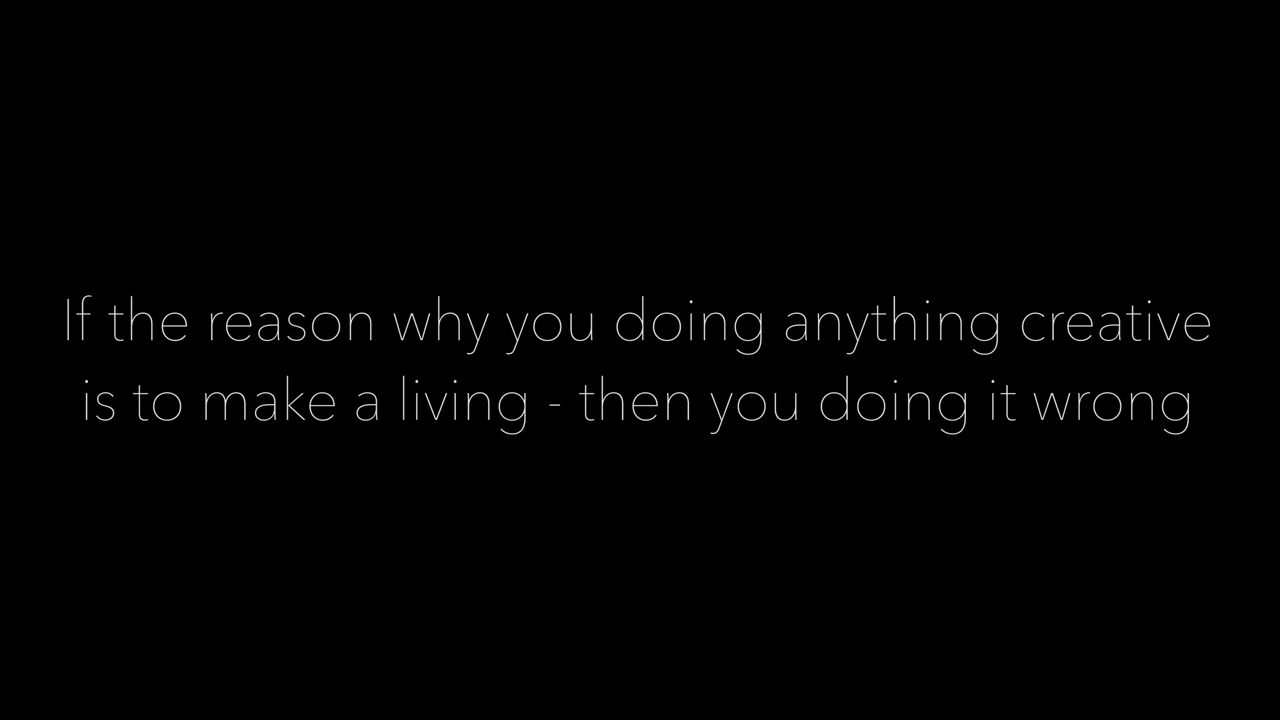 If the reason why you doing anything creative
is to make a living - then you doing it wrong